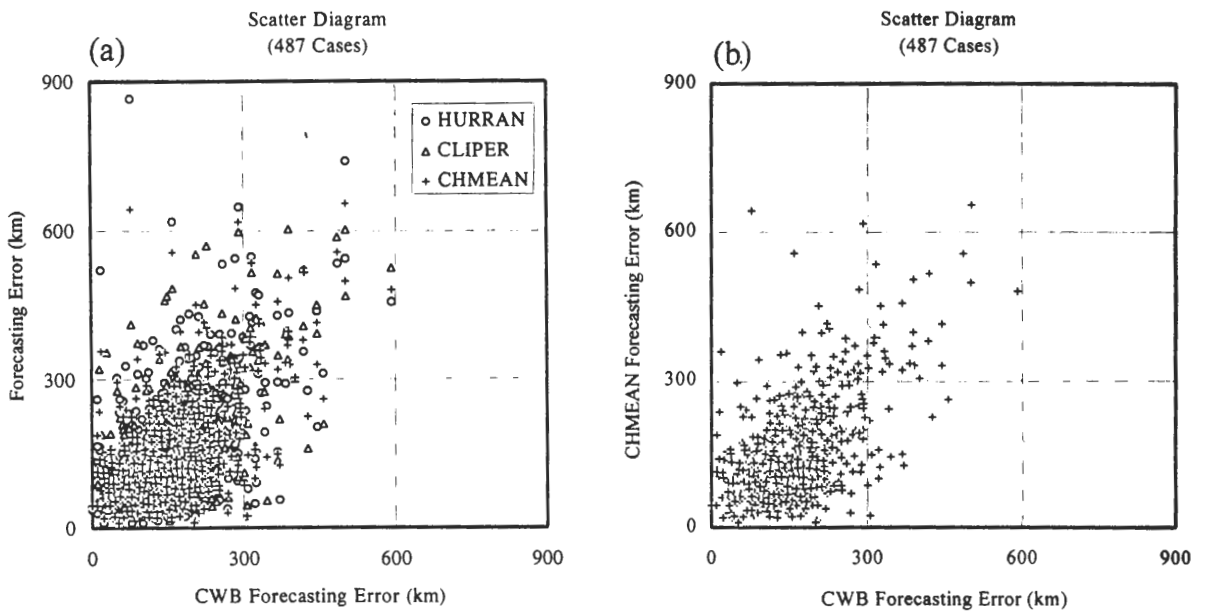 Scatter Diagram
(487 Cases)
(a)
900
600
300
0
0 300 600 900
Forecasting Error (km)
CWB Forecasting Error (km)
HURRAN
CLIPER
CHMEAN
Scatter Diagram
(487 Cases)
(b)
900
600
300
0
0 300 600 900
CHMEAN Forecasting Error (km)
CWB Forecasting Error (km)